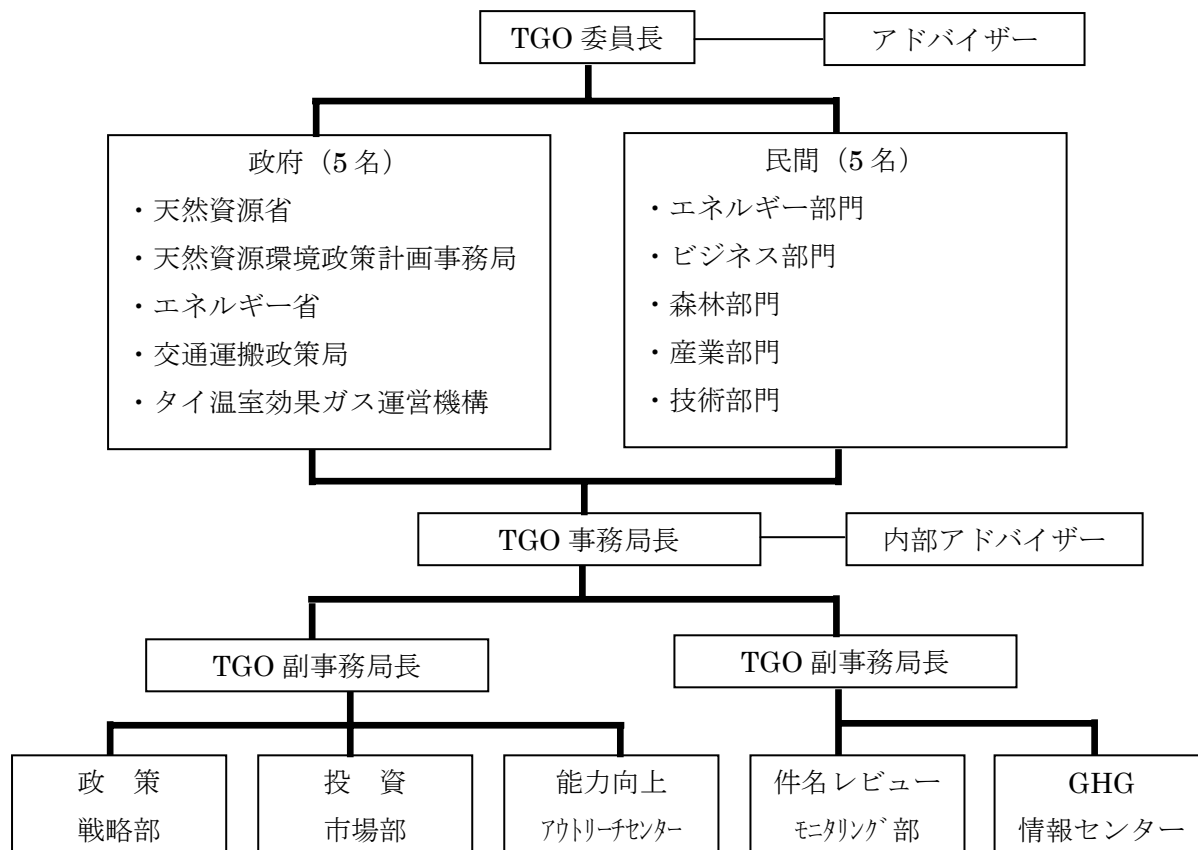 TGO 委員長
アドバイザー
政府（5 名）
・天然資源省
・天然資源環境政策計画事務局
・エネルギー省
・交通運搬政策局
・タイ温室効果ガス運営機構
民間（5 名）
・エネルギー部門
・ビジネス部門
・森林部門
・産業部門
・技術部門
TGO 事務局長
内部アドバイザー
TGO 副事務局長
TGO 副事務局長
政　策
戦略部
投　資
市場部
能力向上
ｱｳﾄﾘｰﾁｾﾝﾀｰ
件名レビュー
ﾓﾆﾀﾘﾝｸﾞ部
GHG
情報センター